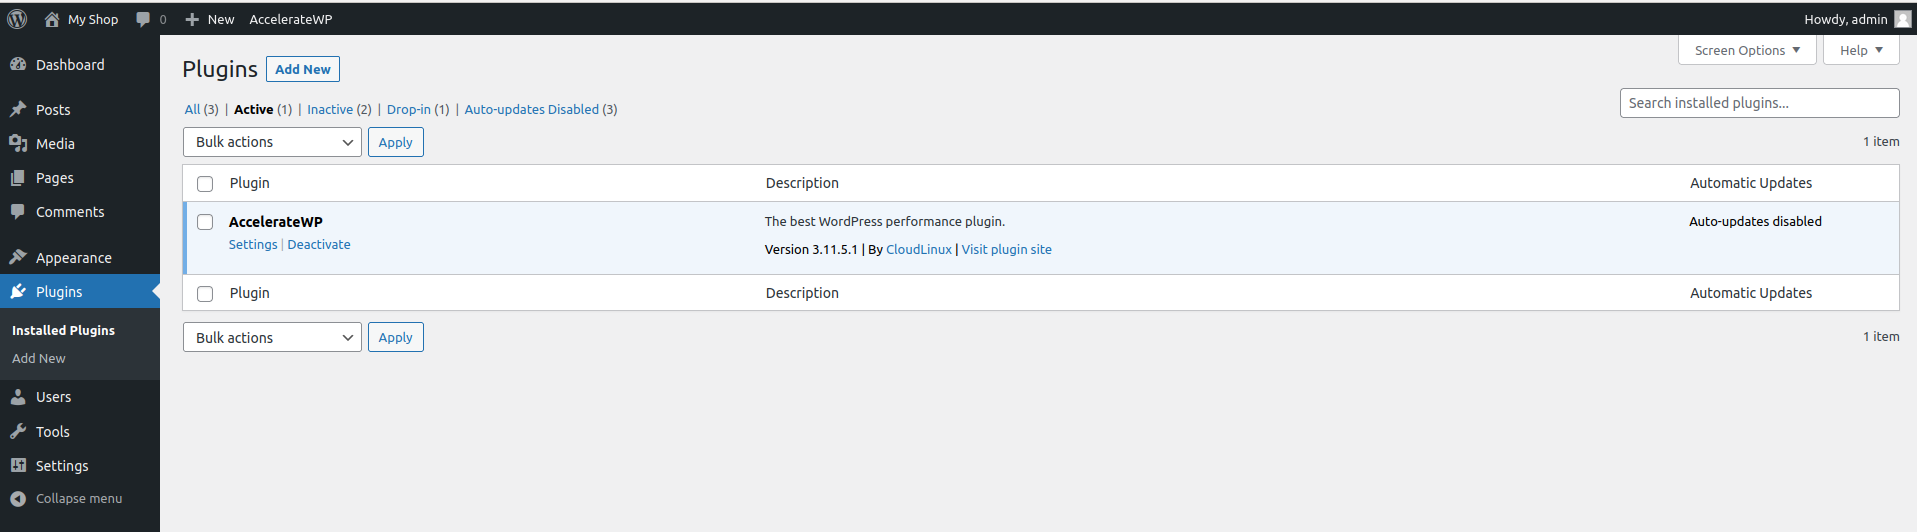 My Shop 0 New AccelerateWP Howdy, admin
Screen Options Help
Dashboard
Posts
Media
Pages
Comments
Appearance
Plugins
Installed Plugins
Add New
Users
Tools
Settings
Collapse menu
Plugins Add New
All (3) | Active (1) | Inactive (2) | Drop-in (1) | Auto-updates Disabled (3)
Search installed plugins...
Bulk actions Apply 1 item
Plugin Description Automatic Updates
AccelerateWP The best WordPress performance plugin. Auto-updates disabled
Settings | Deactivate Version 3.11.5.1 | By CloudLinux | Visit plugin site
Plugin Description Automatic Updates
Bulk actions Apply 1 item